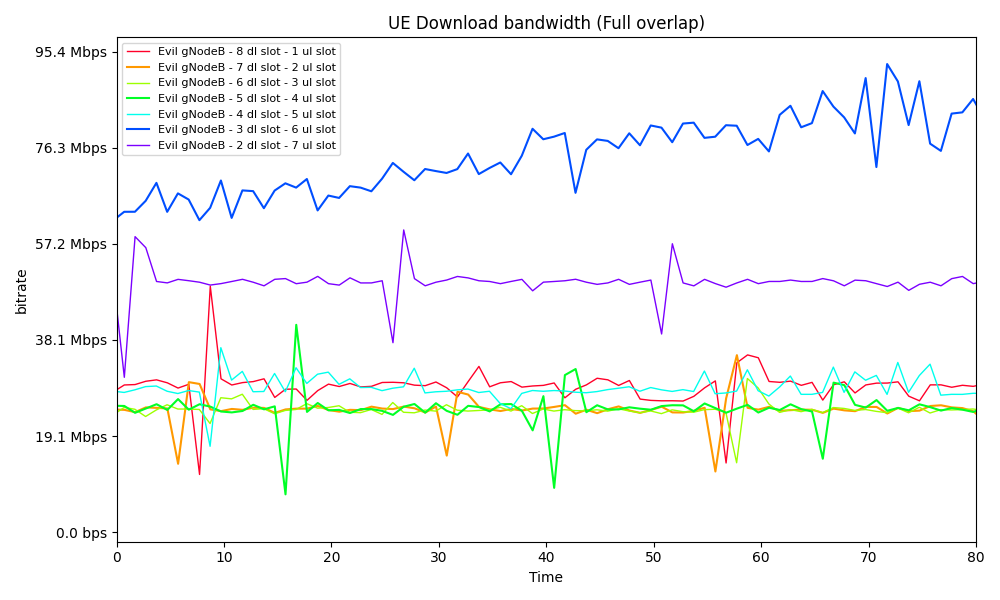 UE Download bandwidth (Full overlap)
95.4 Mbps
76.3 Mbps
57.2 Mbps
38.1 Mbps
19.1 Mbps
0.0 bps
bitrate
Evil gNodeB - 8 dl slot - 1 ul slot
Evil gNodeB - 7 dl slot - 2 ul slot
Evil gNodeB - 6 dl slot - 3 ul slot
Evil gNodeB - 5 dl slot - 4 ul slot
Evil gNodeB - 4 dl slot - 5 ul slot
Evil gNodeB - 3 dl slot - 6 ul slot
Evil gNodeB - 2 dl slot - 7 ul slot
0 10 20 30 40 50 60 70 80
Time